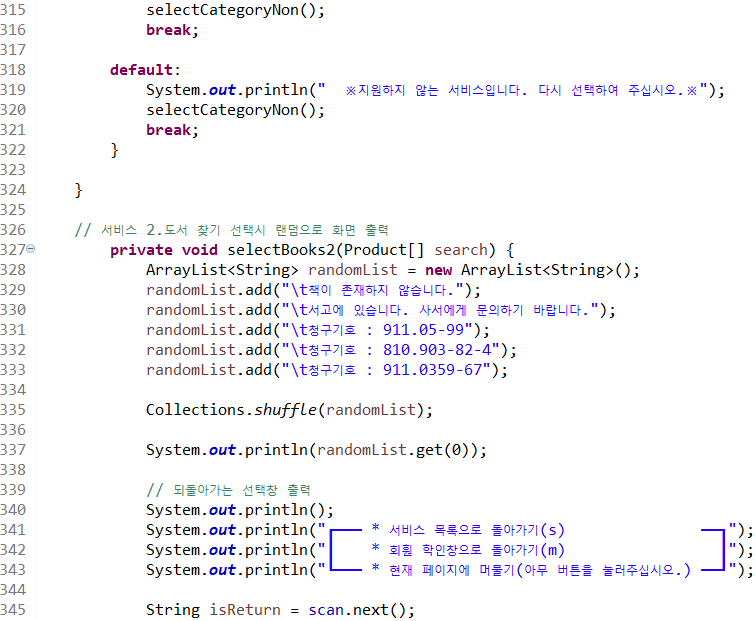 315 selectCategoryNon();
316 break;
317
318 default:
319 System.out.println("  ※지원하지 않는 서비스입니다. 다시 선택하여 주십시오.※");
320 selectCategoryNon();
321 break;
322 }
323
324 }
325
326 // 서비스 2.도서 찾기 선택시 랜덤으로 화면 출력
327 private void selectBooks2(Product[] search) {
328 ArrayList<String> randomList = new ArrayList<String>();
329 randomList.add("\t책이 존재하지 않습니다.");
330 randomList.add("\t서고에 있습니다. 사서에게 문의하기 바랍니다.");
331 randomList.add("\t청구기호 : 911.05-99");
332 randomList.add("\t청구기호 : 810.903-82-4");
333 randomList.add("\t청구기호 : 911.0359-67");
334
335 Collections.shuffle(randomList);
336
337 System.out.println(randomList.get(0));
338
339 // 되돌아가는 선택창 출력
340 System.out.println();
341 System.out.println("┏━━ * 서비스 목록으로 돌아가기(s) ━┓");
342 System.out.println("┃ * 회원 확인창으로 돌아가기(m) ┃");
343 System.out.println("┗━━ * 현재 페이지에 머물기(아무 버튼을 눌러주십시오.) ━┛");
344
345 String isReturn = scan.next();